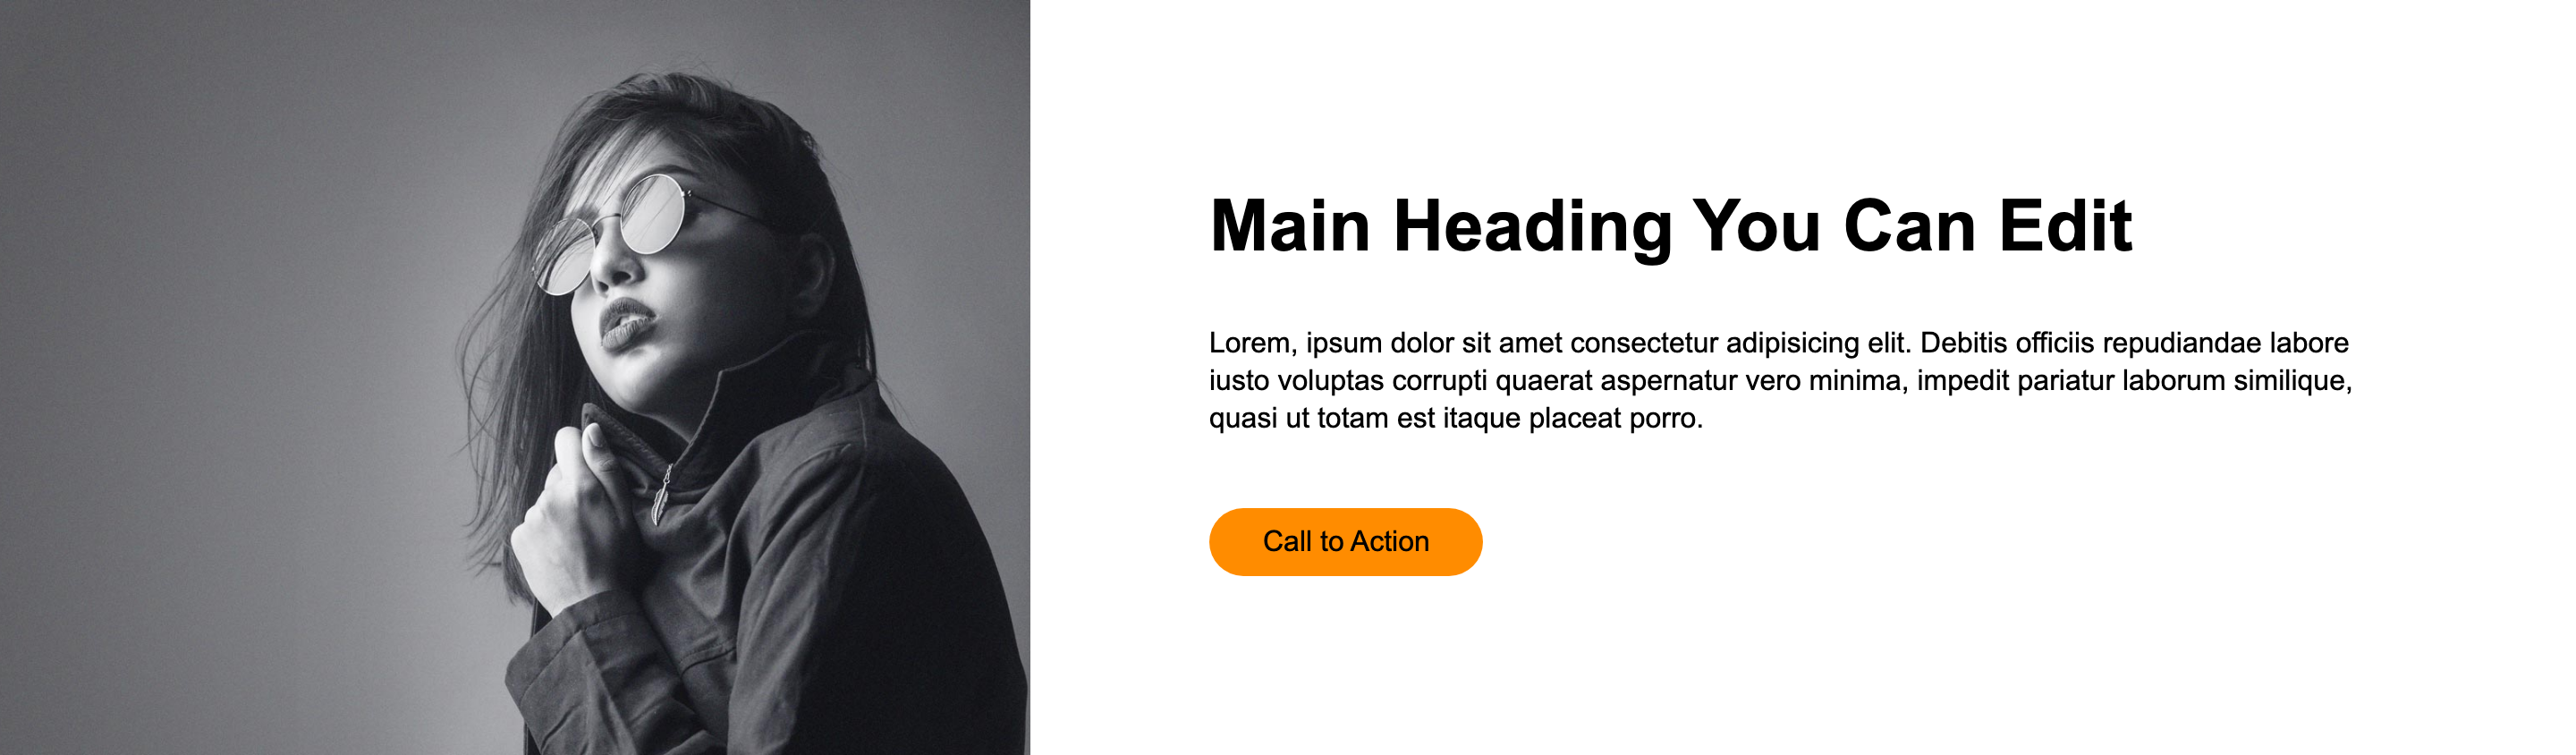 Main Heading You Can Edit
Lorem, ipsum dolor sit amet consectetur adipisicing elit. Debitis officiis repudiandae labore
iusto voluptas corrupti quaerat aspernatur vero minima, impedit pariatur laborum similique,
quasi ut totam est itaque placeat porro.
Call to Action